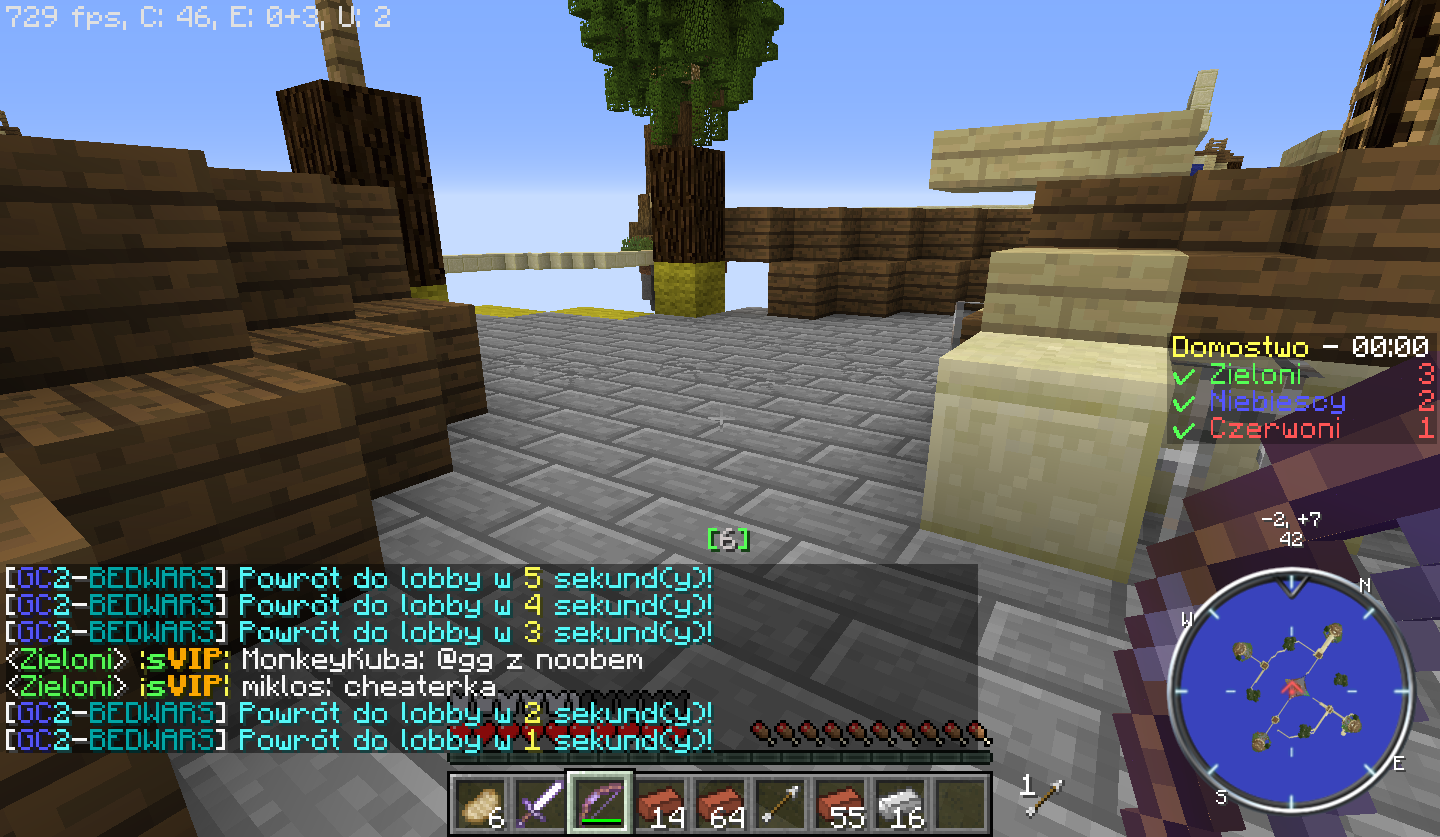 729 fps, C: 46, E: 0+3, U: 2
Domostwo - 00:00
✓ Zieloni 3
✓ Niebiescy 2
✓ Czerwoni 1
-2, +7
42
[6]
[GC2-BEDWARS] Powrót do lobby w 5 sekund(y)!
[GC2-BEDWARS] Powrót do lobby w 4 sekund(y)!
[GC2-BEDWARS] Powrót do lobby w 3 sekund(y)!
<Zieloni> isVIP: MonkeyKuba: @gg z noobem
<Zieloni> isVIP: miklos: cheaterka
[GC2-BEDWARS] Powrót do lobby w 2 sekund(y)!
[GC2-BEDWARS] Powrót do lobby w 1 sekund(y)!
N
W
E
S
6 14 64 55 16 1